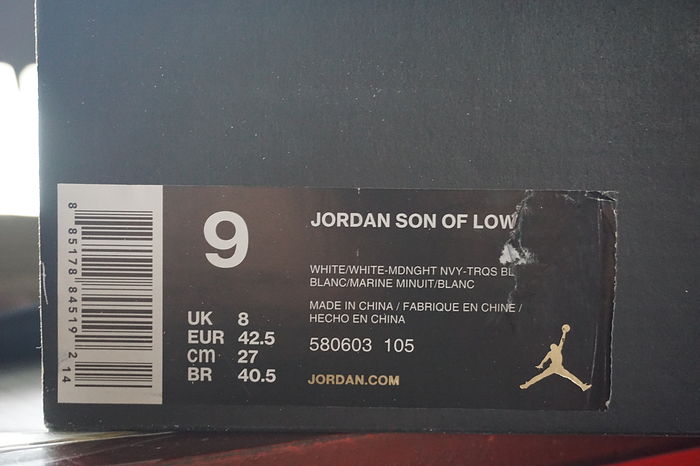 8 85178 84519 2 14
9
JORDAN SON OF LOW
WHITE/WHITE-MDNGHT NVY-TRQS BL
BLANC/MARINE MINUIT/BLANC
MADE IN CHINA / FABRIQUE EN CHINE /
HECHO EN CHINA
580603 105
UK 8
EUR 42.5
cm 27
BR 40.5
JORDAN.COM